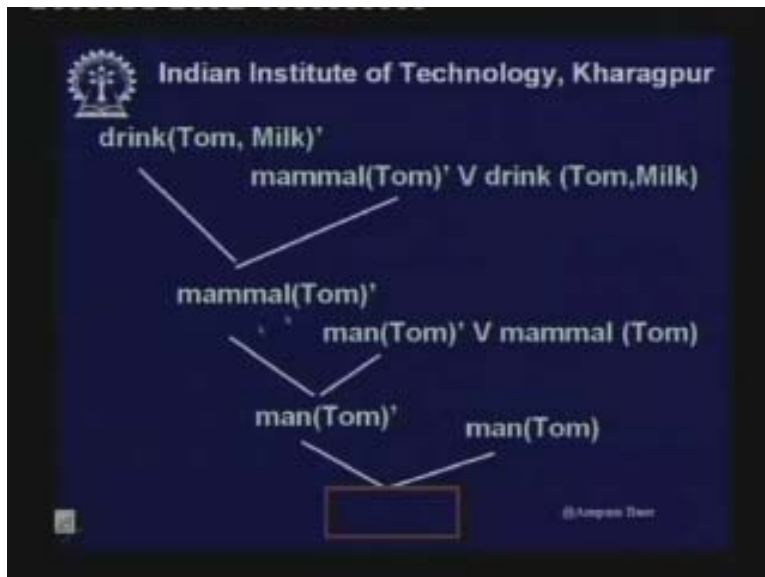 Indian Institute of Technology, Kharagpur
drink(Tom, Milk)’
mammal(Tom)’ V drink (Tom,Milk)
mammal(Tom)’
man(Tom)’ V mammal (Tom)
man(Tom)’
man(Tom)